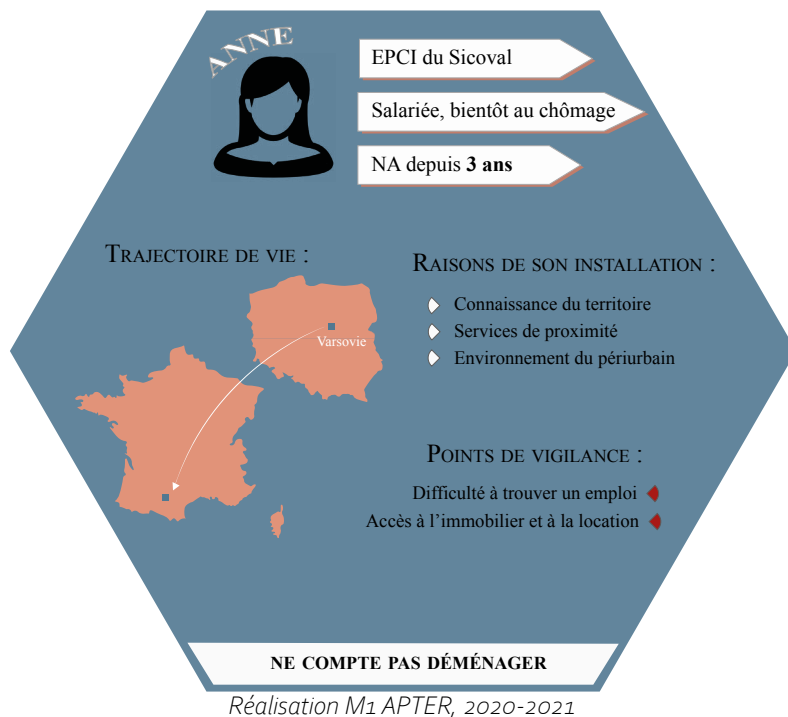 ANNE
EPCI du Sicoval
Salariée, bientôt au chômage
NA depuis 3 ans
TRAJECTOIRE DE VIE :
Varsovie
RAISONS DE SON INSTALLATION :
Connaissance du territoire
Services de proximité
Environnement du périurbain
POINTS DE VIGILANCE :
Difficulté à trouver un emploi
Accès à l’immobilier et à la location
NE COMPTE PAS DÉMÉNAGER
Réalisation M1 APTER, 2020-2021